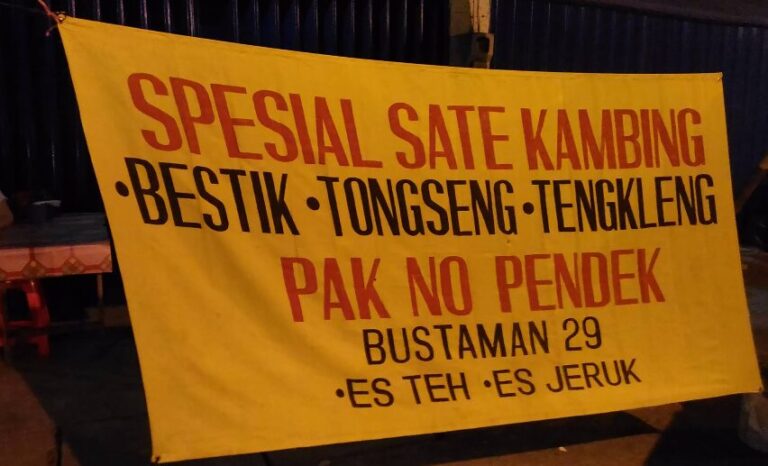 SPESIAL SATE KAMBING
•BESTIK •TONGSENG •TENGKLENG
PAK NO PENDEK
BUSTAMAN 29
•ES TEH •ES JERUK